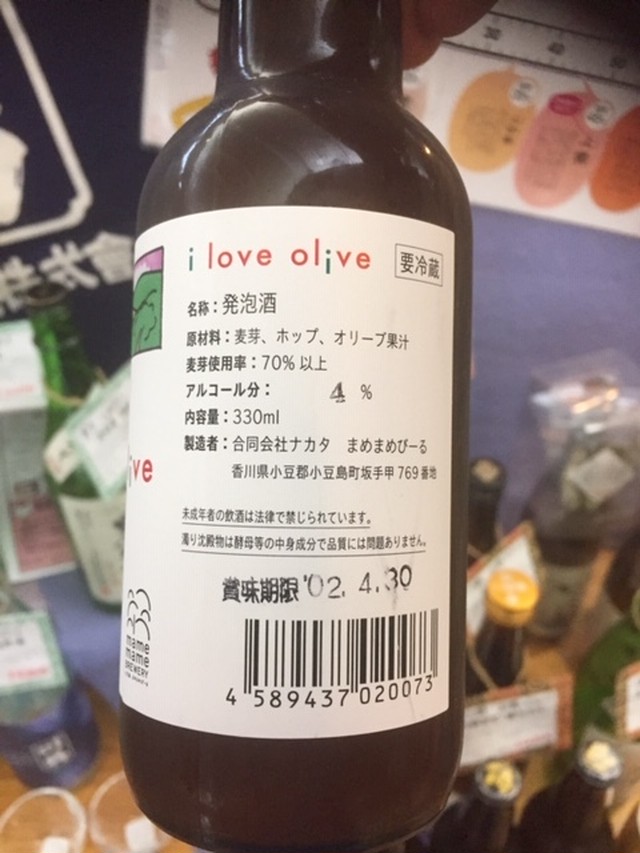 i love olive 要冷蔵
名称：発泡酒
原材料：麦芽、ホップ、オリーブ果汁
麦芽使用率：70% 以上
アルコール分： 4 %
内容量：330ml
製造者：合同会社ナカタ まめまめびーる
香川県小豆郡小豆島町坂手甲 769 番地
ive
未成年者の飲酒は法律で禁じられています。
濁り沈殿物は酵母等の中身成分で品質には問題ありません。
賞味期限 '02. 4.30
mame
mame
BREWERY
4 589437 020073
株式会